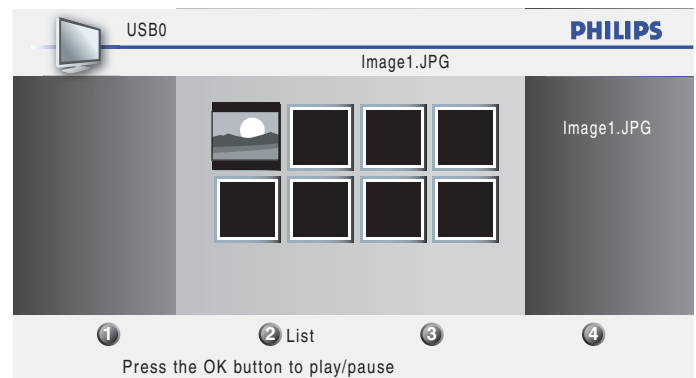 USB0
PHILIPS
Image1.JPG
Image1.JPG
1
2 List
3
4
Press the OK button to play/pause